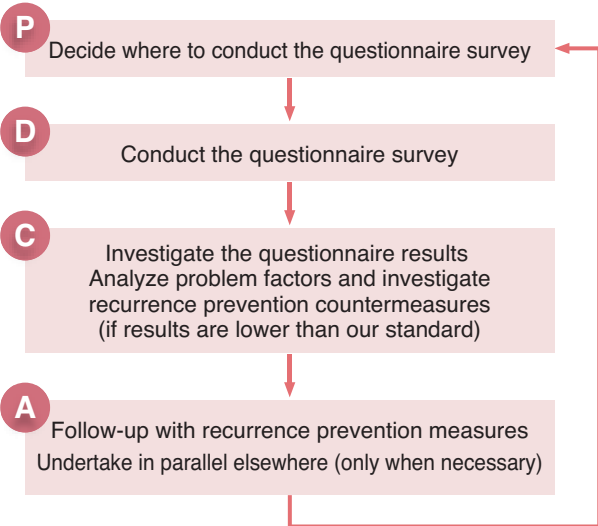 P
Decide where to conduct the questionnaire survey
D
Conduct the questionnaire survey
C
Investigate the questionnaire results
Analyze problem factors and investigate
recurrence prevention countermeasures
(if results are lower than our standard)
A
Follow-up with recurrence prevention measures
Undertake in parallel elsewhere (only when necessary)